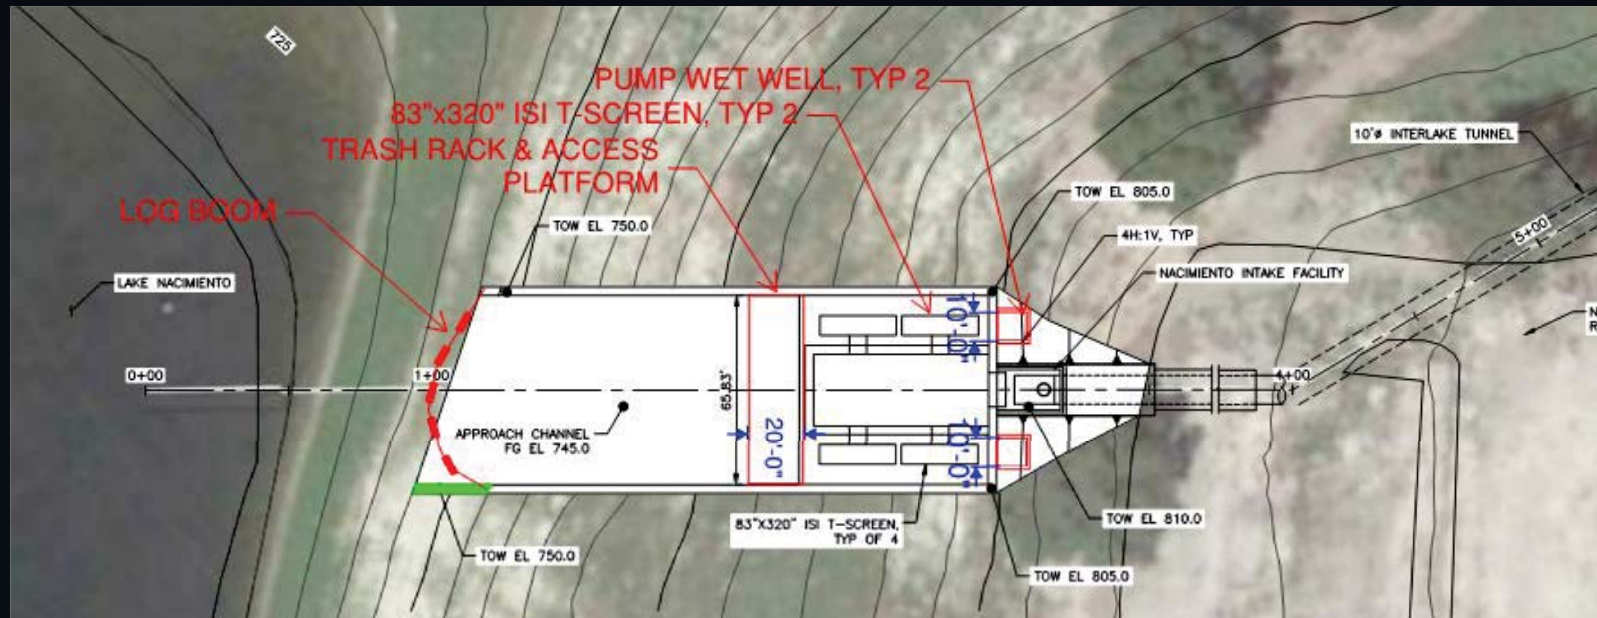 725
PUMP WET WELL, TYP 2
83"x320" ISI T-SCREEN, TYP 2
TRASH RACK & ACCESS
PLATFORM
LOG BOOM
10'ø INTERLAKE TUNNEL
TOW EL 805.0
TOW EL 750.0
4H:1V, TYP
5+00
NACIMIENTO INTAKE FACILITY
LAKE NACIMIENTO
N
R
10'-0"
0+00
1+00
4+00
65.83'
20'-0"
10'-0"
APPROACH CHANNEL
FG EL 745.0
83"X320" ISI T-SCREEN,
TYP OF 4
TOW EL 810.0
TOW EL 750.0
TOW EL 805.0